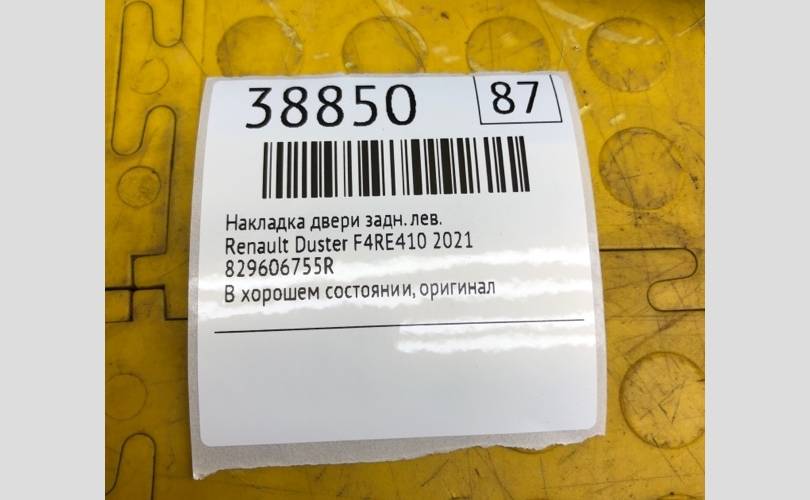 38850 87
Накладка двери задн. лев.
Renault Duster F4RE410 2021
829606755R
В хорошем состоянии, оригинал